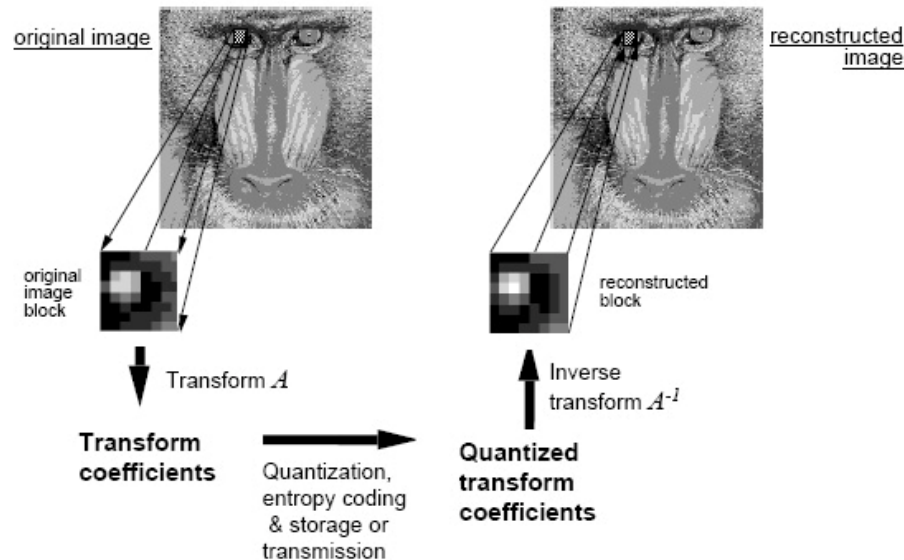 original image
reconstructed
image
original
image
block
reconstructed
block
Transform A
Inverse
transform A⁻¹
Transform
coefficients
Quantization,
entropy coding
& storage or
transmission
Quantized
transform
coefficients